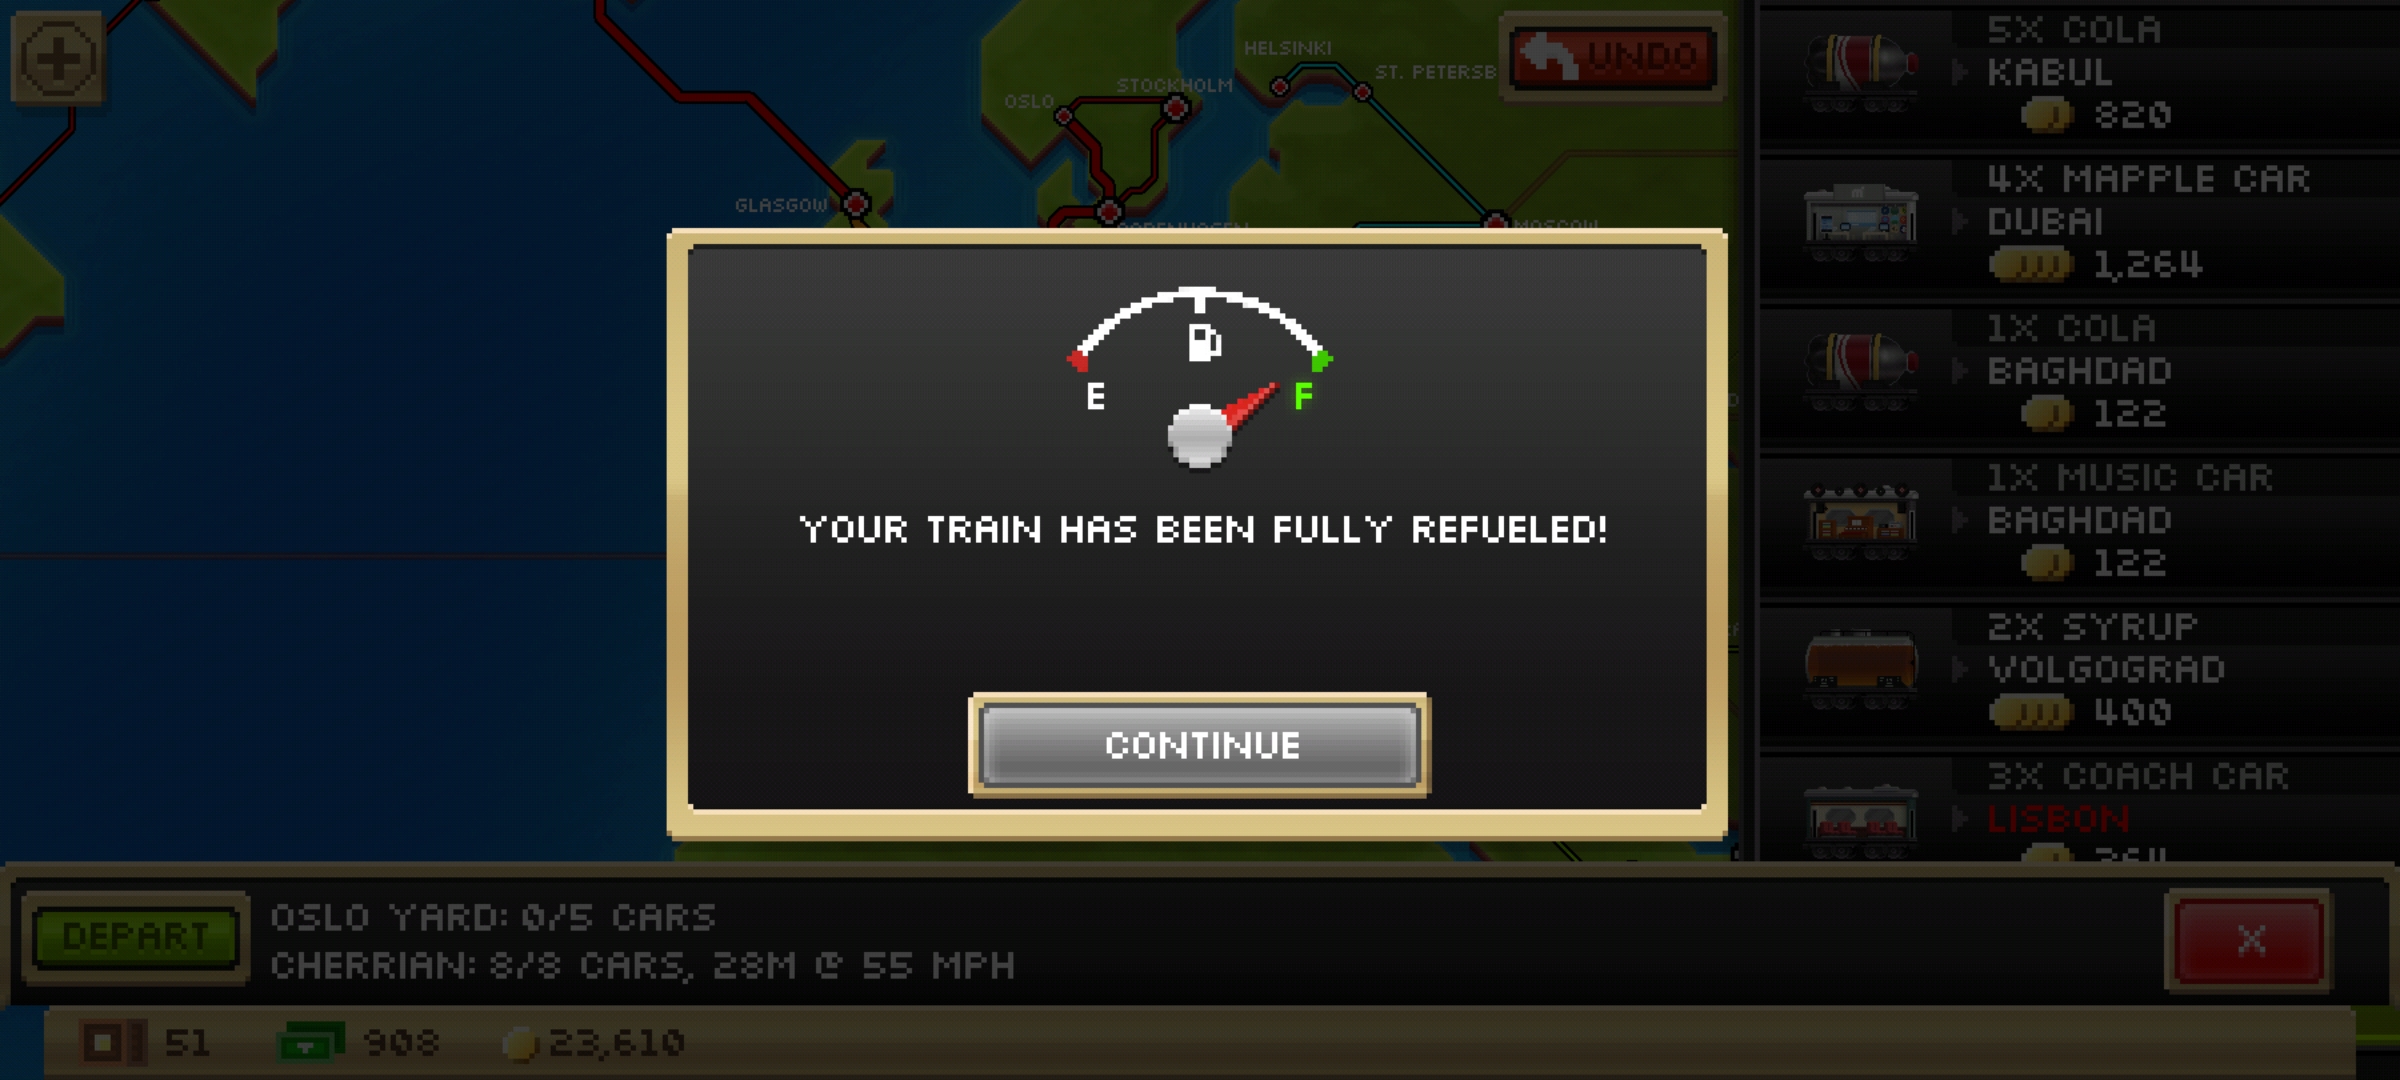 5X COLA
KABUL
820
UNDO
HELSINKI
ST. PETERSB
STOCKHOLM
OSLO
4X MAPPLE CAR
DUBAI
1,264
GLASGOW
COPENHAGEN
MOSCOW
1X COLA
BAGHDAD
122
E
F
YOUR TRAIN HAS BEEN FULLY REFUELED!
1X MUSIC CAR
BAGHDAD
122
2X SYRUP
VOLGOGRAD
400
CONTINUE
3X COACH CAR
LISBON
264
DEPART
OSLO YARD: 0/5 CARS
CHERRIAN: 8/8 CARS, 28M @ 55 MPH
X
51
908
23,610